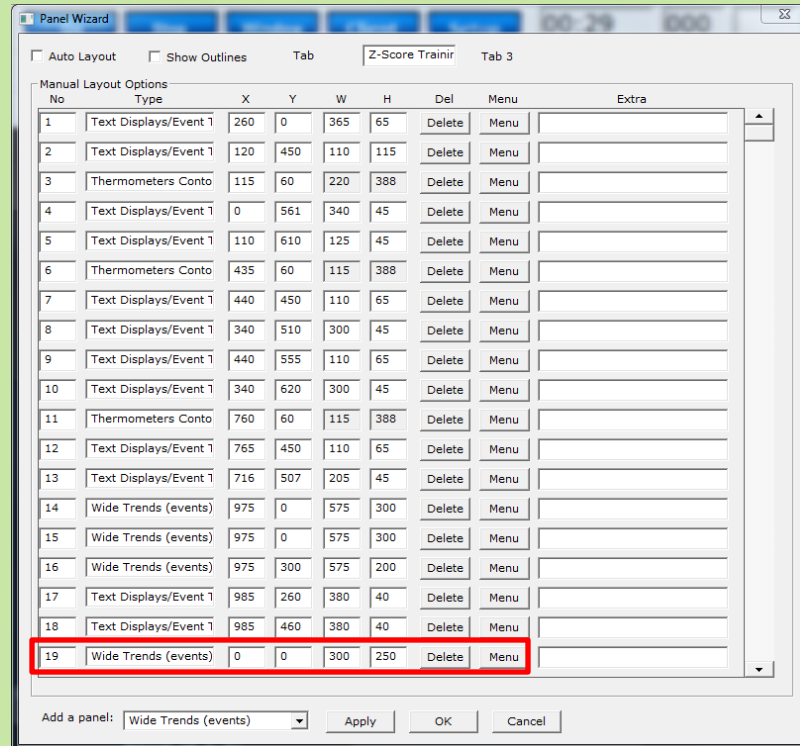 Panel Wizard
00:29 000
Auto Layout Show Outlines Tab Z-Score Trainir Tab 3
Manual Layout Options
No Type X Y W H Del Menu Extra
1 Text Displays/Event T 260 0 365 65 Delete Menu
2 Text Displays/Event T 120 450 110 115 Delete Menu
3 Thermometers Conto 115 60 220 388 Delete Menu
4 Text Displays/Event T 0 561 340 45 Delete Menu
5 Text Displays/Event T 110 610 125 45 Delete Menu
6 Thermometers Conto 435 60 115 388 Delete Menu
7 Text Displays/Event T 440 450 110 65 Delete Menu
8 Text Displays/Event T 340 510 300 45 Delete Menu
9 Text Displays/Event T 440 555 110 65 Delete Menu
10 Text Displays/Event T 340 620 300 45 Delete Menu
11 Thermometers Conto 760 60 115 388 Delete Menu
12 Text Displays/Event T 765 450 110 65 Delete Menu
13 Text Displays/Event T 716 507 205 45 Delete Menu
14 Wide Trends (events) 975 0 575 300 Delete Menu
15 Wide Trends (events) 975 0 575 300 Delete Menu
16 Wide Trends (events) 975 300 575 200 Delete Menu
17 Text Displays/Event T 985 260 380 40 Delete Menu
18 Text Displays/Event T 985 460 380 40 Delete Menu
19 Wide Trends (events) 0 0 300 250 Delete Menu
Add a panel: Wide Trends (events) Apply OK Cancel